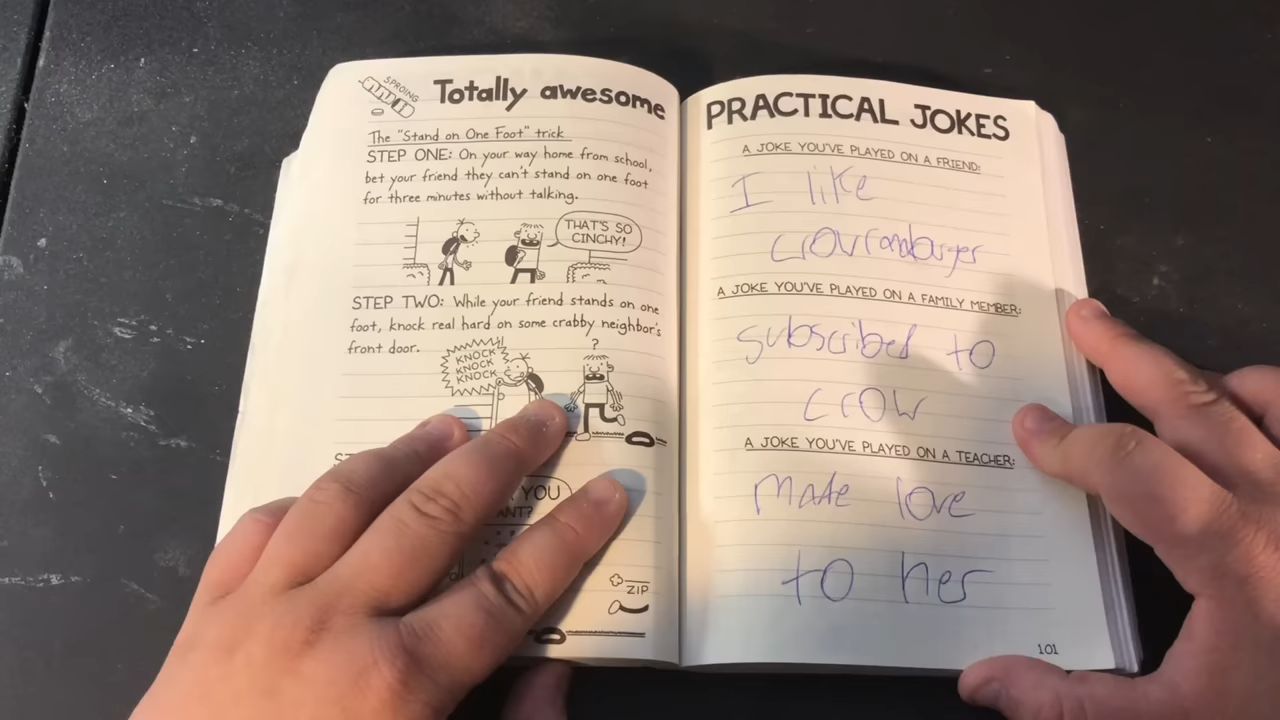 SPROING
Totally awesome
The "Stand on One Foot" trick
STEP ONE: On your way home from school,
bet your friend they can't stand on one foot
for three minutes without talking.
THAT'S SO
CINCHY!
STEP TWO: While your friend stands on one
foot, knock real hard on some crabby neighbor's
front door.
KNOCK
KNOCK
KNOCK
?
YOU
ZIP
PRACTICAL JOKES
A JOKE YOU'VE PLAYED ON A FRIEND:
I like
A JOKE YOU'VE PLAYED ON A FAMILY MEMBER:
subscribed to
crow
A JOKE YOU'VE PLAYED ON A TEACHER:
Made love
to her
101